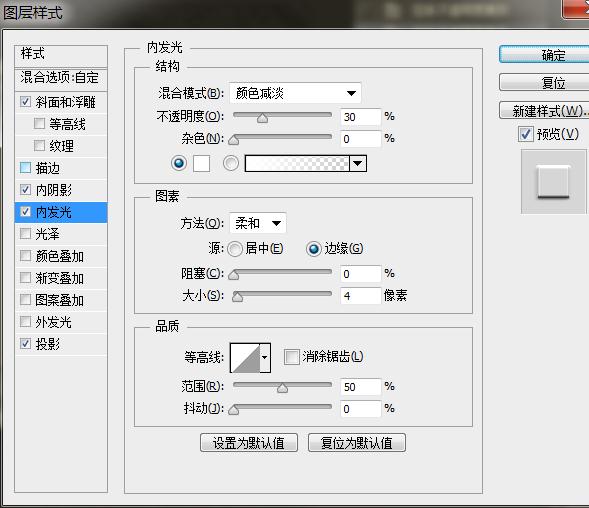 图层样式
样式
混合选项:自定
斜面和浮雕
等高线
纹理
描边
内阴影
内发光
光泽
颜色叠加
渐变叠加
图案叠加
外发光
投影
内发光
结构
混合模式(B): 颜色减淡
不透明度(O): 30 %
杂色(N): 0 %
图素
方法(Q): 柔和
源: 居中(E) 边缘(G)
阻塞(C): 0 %
大小(S): 4 像素
品质
等高线: 消除锯齿(L)
范围(R): 50 %
抖动(J): 0 %
设置为默认值 复位为默认值
确定
复位
新建样式(W)...
预览(V)